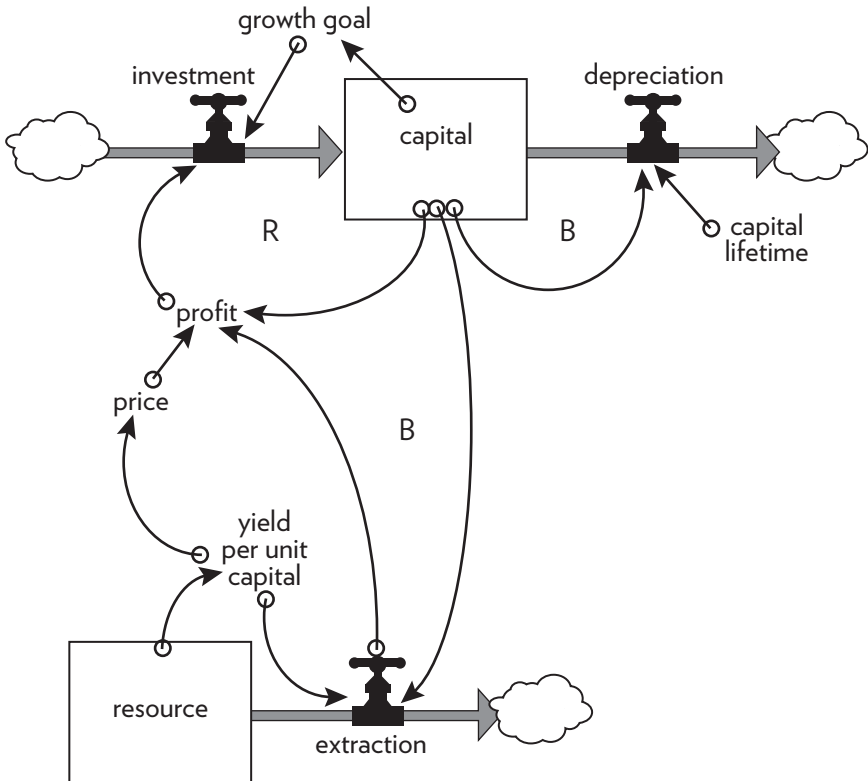 growth goal
investment
depreciation
capital
R
B
capital
lifetime
profit
price
B
yield
per unit
capital
resource
extraction